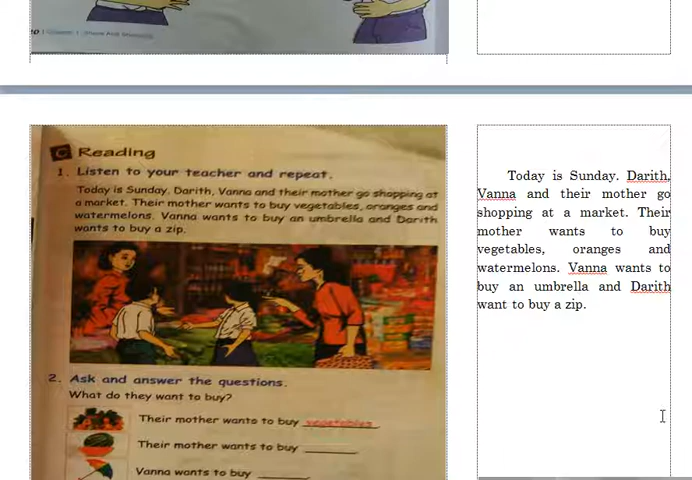 C Reading
1. Listen to your teacher and repeat.
Today is Sunday. Darith, Vanna and their mother go shopping at
a market. Their mother wants to buy vegetables, oranges and
watermelons. Vanna wants to buy an umbrella and Darith
wants to buy a zip.
2. Ask and answer the questions.
What do they want to buy?
Their mother wants to buy vegetables
Their mother wants to buy
Vanna wants to buy
Today is Sunday. Darith,
Vanna and their mother go
shopping at a market. Their
mother wants to buy
vegetables, oranges and
watermelons. Vanna wants to
buy an umbrella and Darith
want to buy a zip.